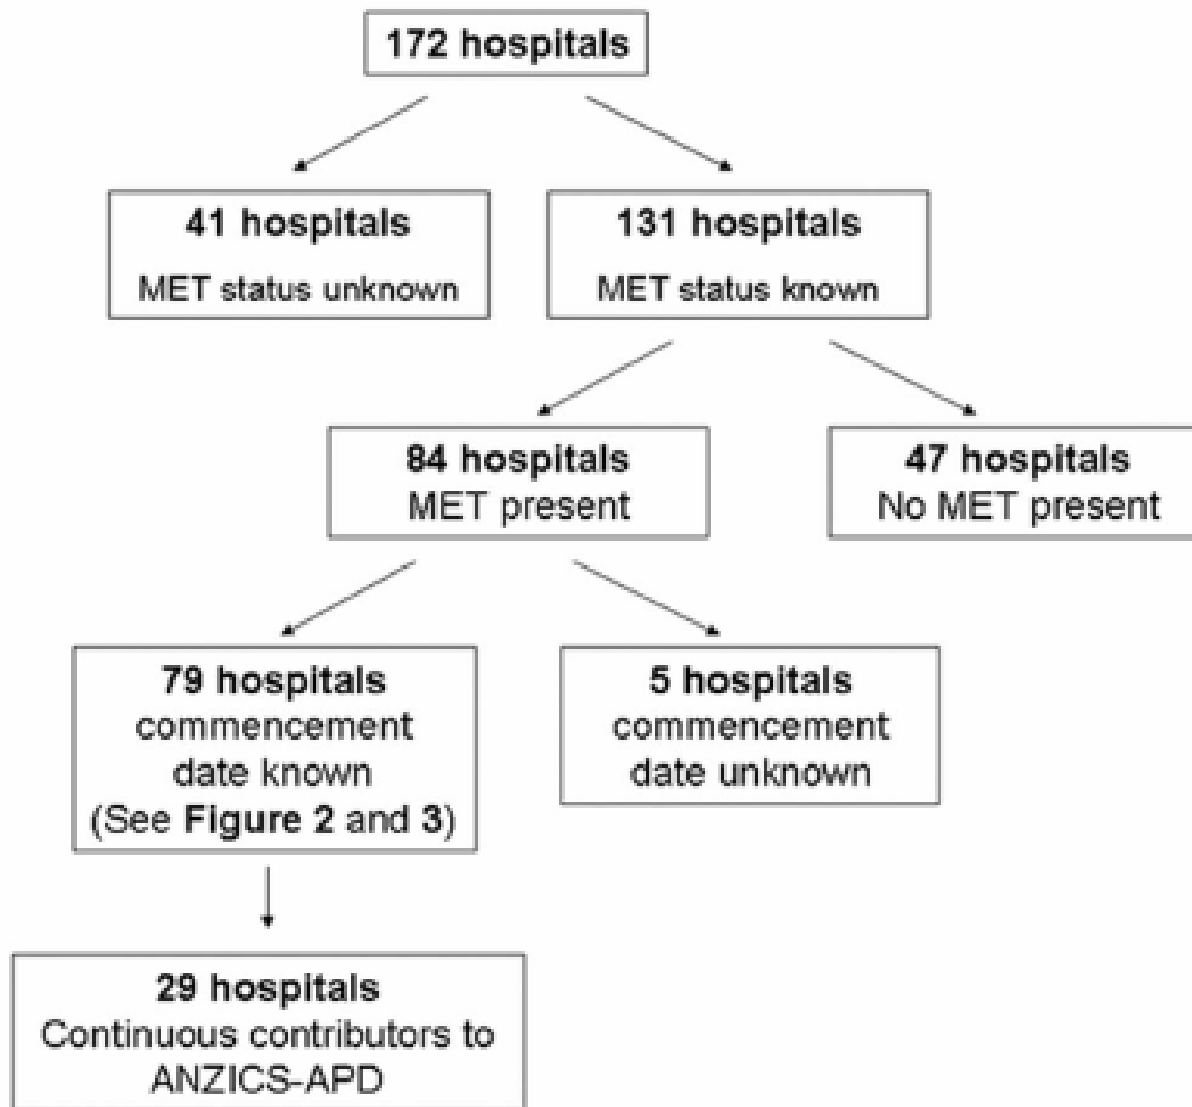 172 hospitals
41 hospitals
MET status unknown
131 hospitals
MET status known
84 hospitals
MET present
47 hospitals
No MET present
79 hospitals
commencement
date known
(See Figure 2 and 3)
5 hospitals
commencement
date unknown
29 hospitals
Continuous contributors to
ANZICS-APD